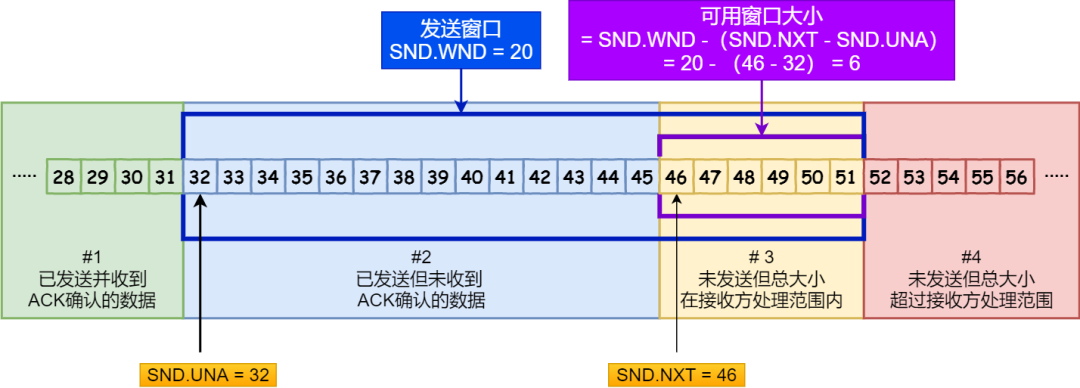 发送窗口
SND.WND = 20
可用窗口大小
= SND.WND -（SND.NXT - SND.UNA）
= 20 - （46 - 32） = 6
..... 28 29 30 31 32 33 34 35 36 37 38 39 40 41 42 43 44 45 46 47 48 49 50 51 52 53 54 55 56 .....
#1
已发送并收到
ACK确认的数据
#2
已发送但未收到
ACK确认的数据
# 3
未发送但总大小
在接收方处理范围内
#4
未发送但总大小
超过接收方处理范围
SND.UNA = 32
SND.NXT = 46